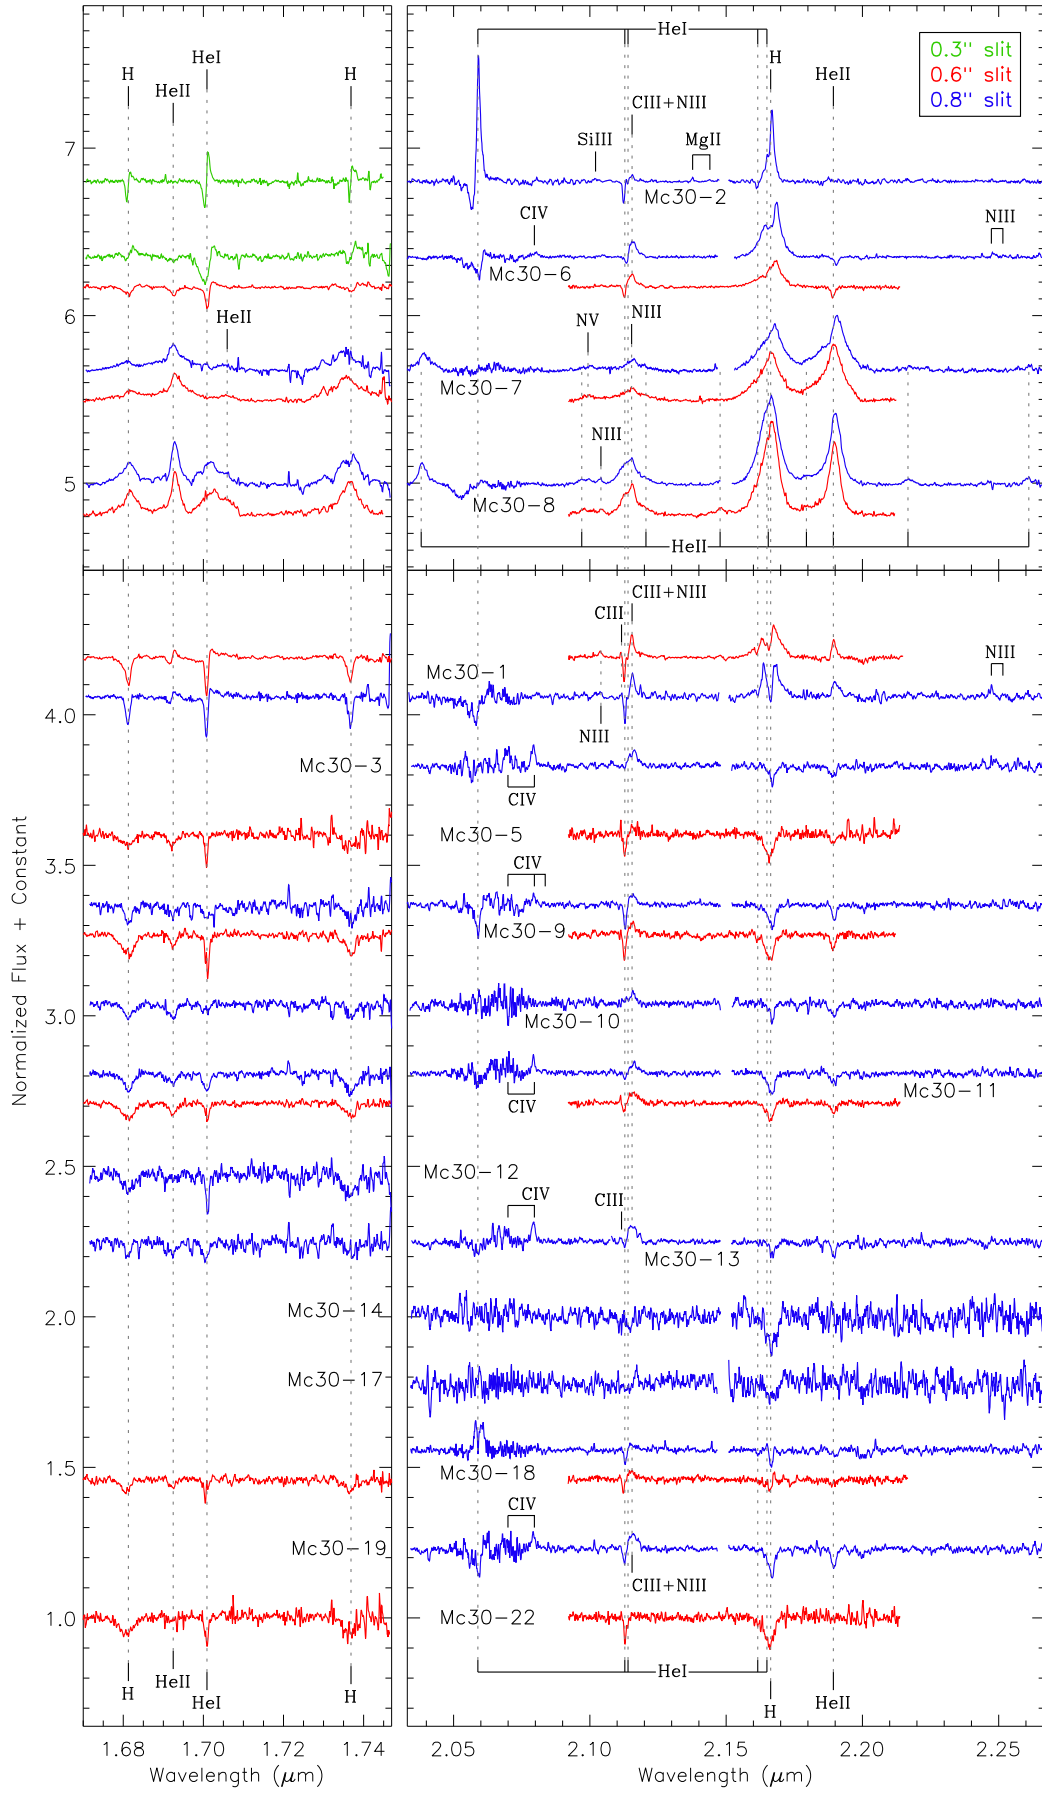 HeI
0.3'' slit
0.6'' slit
0.8'' slit
H
HeII
HeI
H
H
HeII
CIII+NIII
SiIII
MgII
7
Mc30-2
CIV
NIII
Mc30-6
6
HeII
NV
NIII
Mc30-7
NIII
5
Mc30-8
HeII
CIII+NIII
CIII
Mc30-1
NIII
4.0
NIII
Mc30-3
CIV
Mc30-5
3.5
CIV
Mc30-9
3.0
Mc30-10
Mc30-11
CIV
2.5
Mc30-12
CIV
CIII
Mc30-13
2.0
Mc30-14
Mc30-17
1.5
Mc30-18
CIV
Mc30-19
CIII+NIII
1.0
Mc30-22
HeI
H
HeII
HeI
H
H
HeII
Normalized Flux + Constant
1.68 1.70 1.72 1.74
2.05 2.10 2.15 2.20 2.25
Wavelength (μm)
Wavelength (μm)